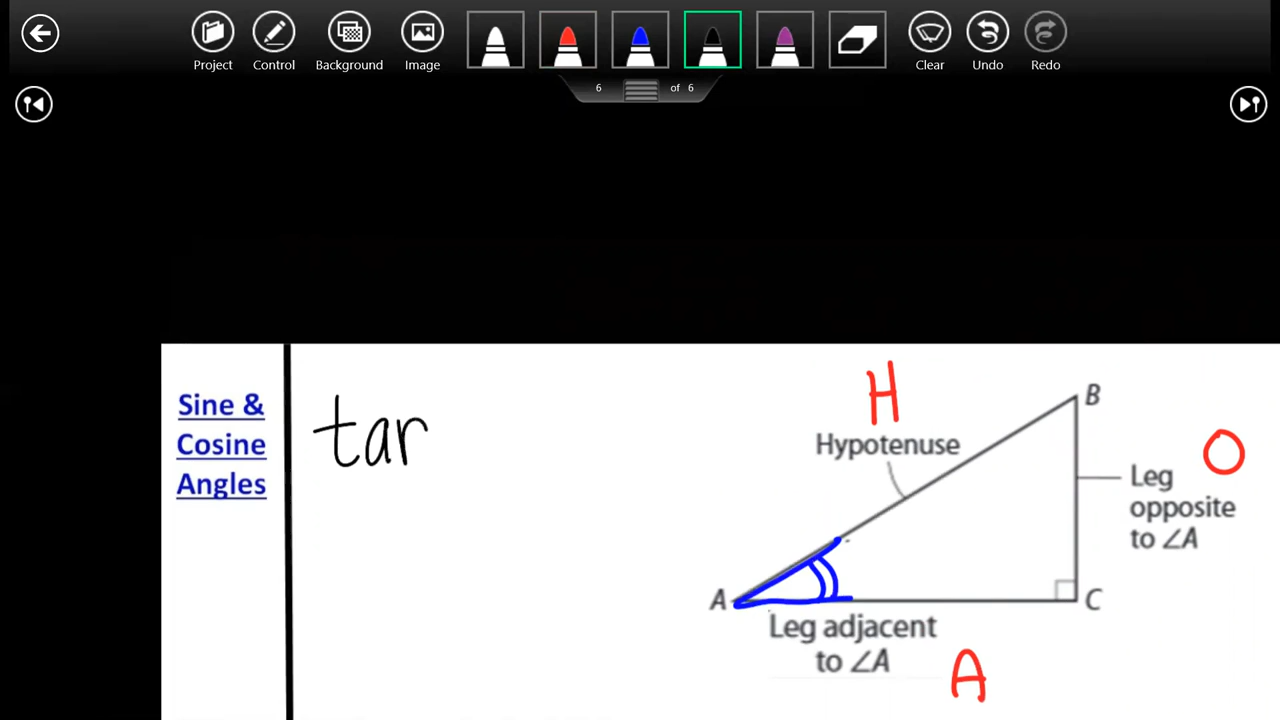 Project Control Background Image Clear Undo Redo
6 of 6
Sine &
Cosine
Angles
tar
H
Hypotenuse
B
O
Leg
opposite
to ∠A
A
C
Leg adjacent
to ∠A
A